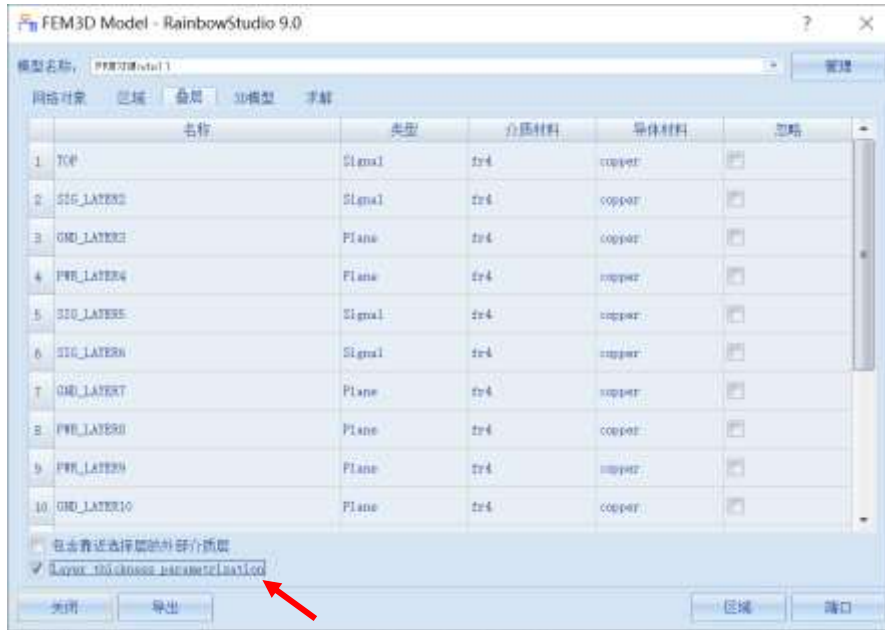 FEM3D Model - RainbowStudio 9.0
模型名称: FEM3DModel1 管理
网络对象 区域 叠层 3D模型 求解
名称 类型 介质材料 导体材料 忽略
1 TOP Signal fr4 copper
2 SIG_LAYER2 Signal fr4 copper
3 GND_LAYER3 Plane fr4 copper
4 PWR_LAYER4 Plane fr4 copper
5 SIG_LAYER5 Signal fr4 copper
6 SIG_LAYER6 Signal fr4 copper
7 GND_LAYER7 Plane fr4 copper
8 PWR_LAYER8 Plane fr4 copper
9 PWR_LAYER9 Plane fr4 copper
10 GND_LAYER10 Plane fr4 copper
包含靠近选择层的外部介质层
Layer thickness parametrization
关闭 导出 区域 端口